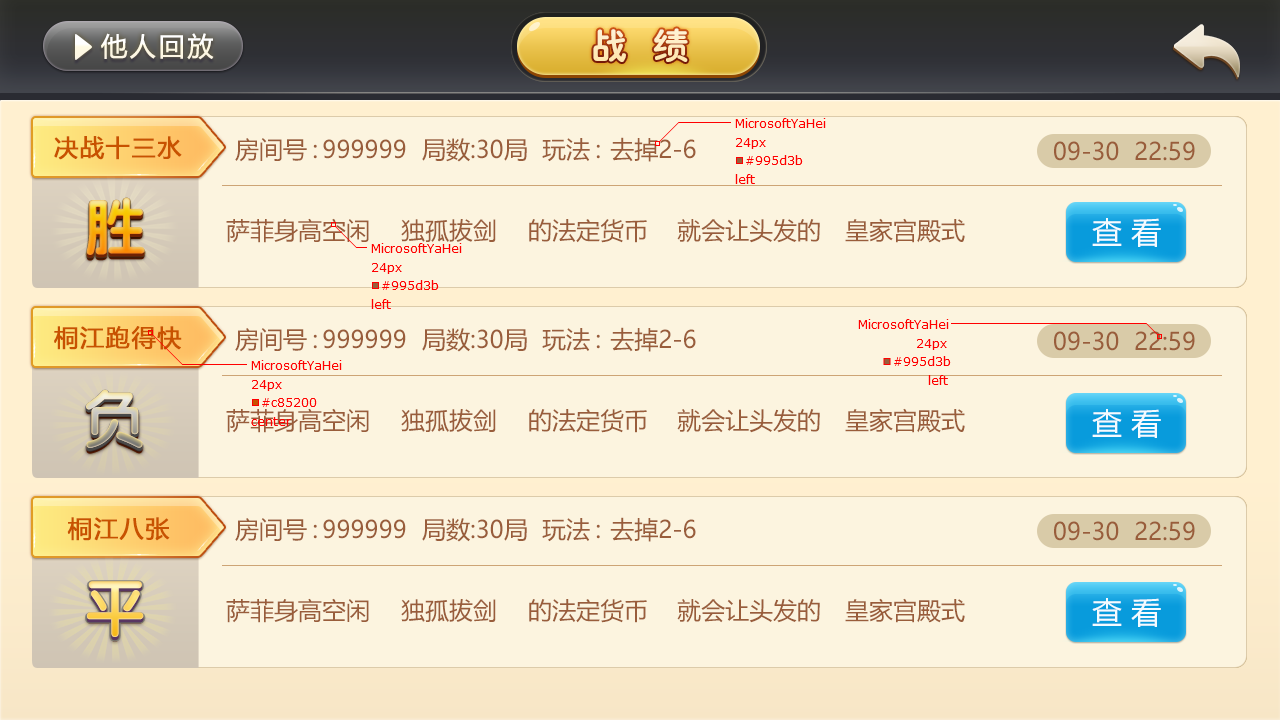 他人回放
战 绩
决战十三水
房间号:999999 局数:30局 玩法: 去掉2-6
09-30 22:59
MicrosoftYaHei
24px
#995d3b
left
胜
萨菲身高空闲 独孤拔剑 的法定货币 就会让头发的 皇家宫殿式
查 看
MicrosoftYaHei
24px
#995d3b
left
桐江跑得快
房间号:999999 局数:30局 玩法: 去掉2-6
09-30 22:59
MicrosoftYaHei
24px
#995d3b
left
MicrosoftYaHei
24px
#c85200
center
负
萨菲身高空闲 独孤拔剑 的法定货币 就会让头发的 皇家宫殿式
查 看
桐江八张
房间号:999999 局数:30局 玩法: 去掉2-6
09-30 22:59
平
萨菲身高空闲 独孤拔剑 的法定货币 就会让头发的 皇家宫殿式
查 看